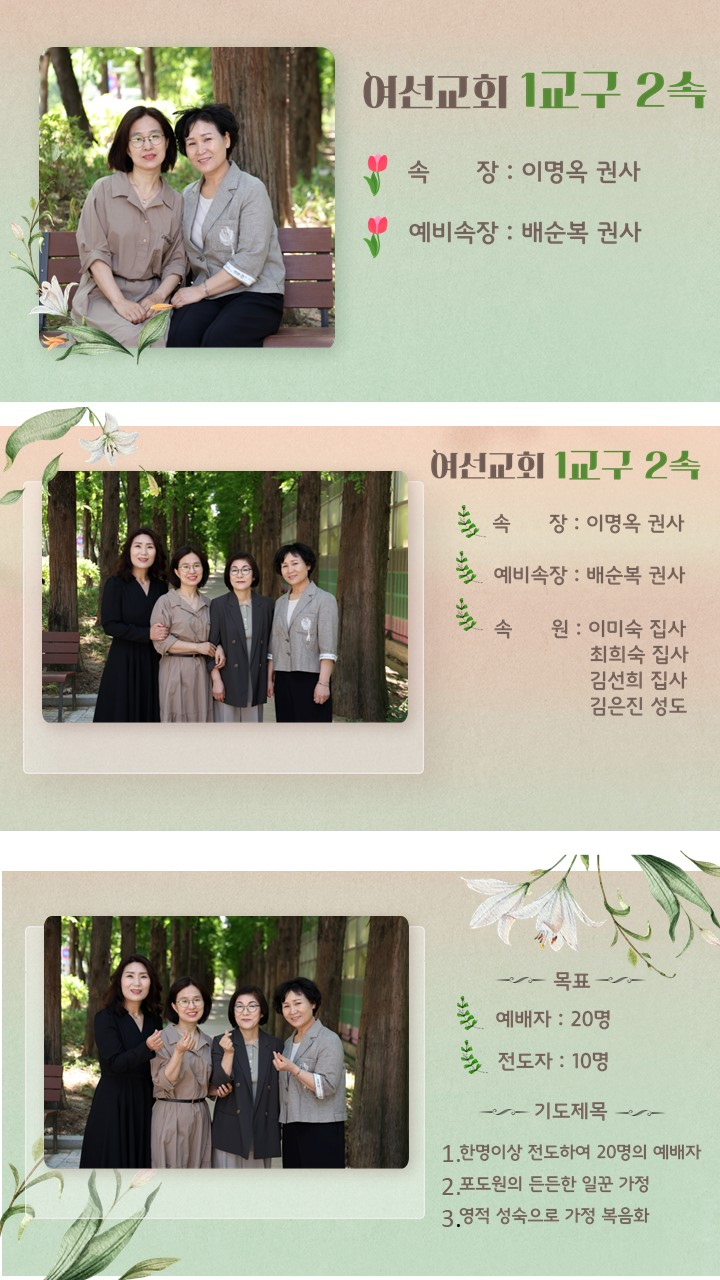 여선교회 1교구 2속
속 장 : 이명옥 권사
예비속장 : 배순복 권사
여선교회 1교구 2속
속 장 : 이명옥 권사
예비속장 : 배순복 권사
속 원 : 이미숙 집사
최희숙 집사
김선희 집사
김은진 성도
목표
예배자 : 20명
전도자 : 10명
기도제목
1.한명이상 전도하여 20명의 예배자
2.포도원의 든든한 일꾼 가정
3.영적 성숙으로 가정 복음화